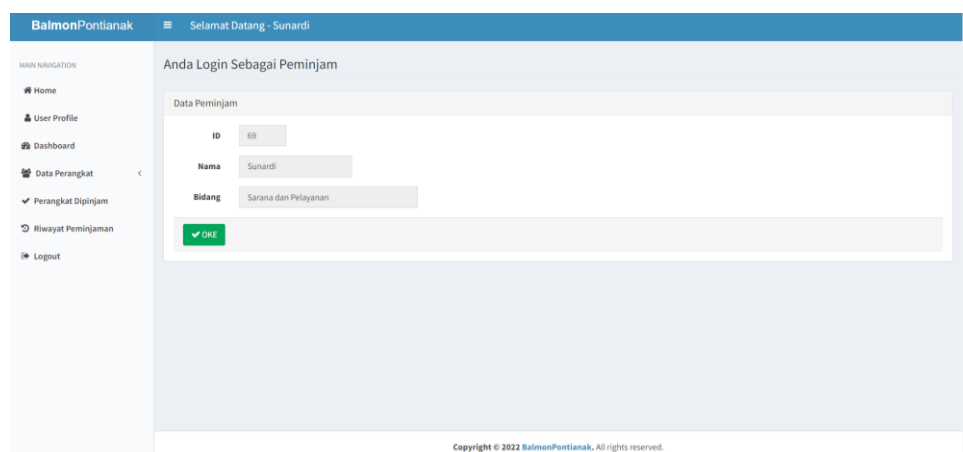 BalmonPontianak
Selamat Datang - Sunardi
MAIN NAVIGATION
Home
User Profile
Dashboard
Data Perangkat
Perangkat Dipinjam
Riwayat Peminjaman
Logout
Anda Login Sebagai Peminjam
Data Peminjam
ID 69
Nama Sunardi
Bidang Sarana dan Pelayanan
OKE
Copyright © 2022 BalmonPontianak. All rights reserved.